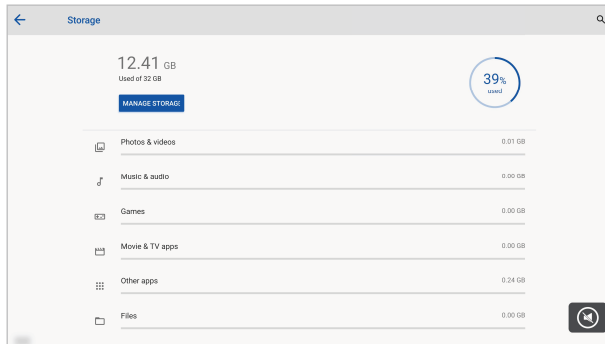 Storage
12.41 GB
Used of 32 GB
MANAGE STORAGE
39%
used
Photos & videos 0.01 GB
Music & audio 0.00 GB
Games 0.00 GB
Movie & TV apps 0.00 GB
Other apps 0.24 GB
Files 0.00 GB